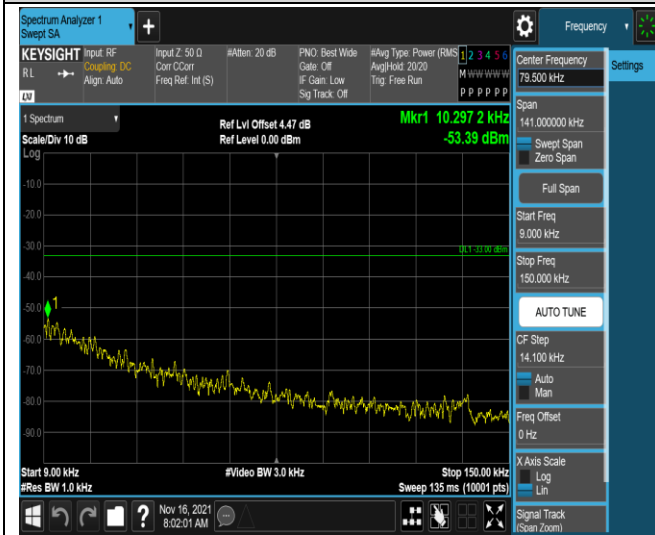 Spectrum Analyzer 1
Swept SA
+
Frequency
KEYSIGHT
RL
LXI
Input: RF
Coupling: DC
Align: Auto
Input Z: 50 Ω
Corr CCorr
Freq Ref: Int (S)
#Atten: 20 dB
PNO: Best Wide
Gate: Off
IF Gain: Low
Sig Track: Off
#Avg Type: Power (RMS
Avg|Hold: 20/20
Trig: Free Run
1 2 3 4 5 6
M W W W W W
P P P P P P
1 Spectrum
Scale/Div 10 dB
Log
Ref Lvl Offset 4.47 dB
Ref Level 0.00 dBm
Mkr1 10.297 2 kHz
-53.39 dBm
-10.0
-20.0
-30.0
DL1 -33.00 dBm
-40.0
-50.0
1
-60.0
-70.0
-80.0
-90.0
Start 9.00 kHz
#Video BW 3.0 kHz
Stop 150.00 kHz
#Res BW 1.0 kHz
Sweep 135 ms (10001 pts)
?
Nov 16, 2021
8:02:01 AM
Center Frequency
79.500 kHz
Settings
Span
141.000000 kHz
Swept Span
Zero Span
Full Span
Start Freq
9.000 kHz
Stop Freq
150.000 kHz
AUTO TUNE
CF Step
14.100 kHz
Auto
Man
Freq Offset
0 Hz
X Axis Scale
Log
Lin
Signal Track
(Span Zoom)